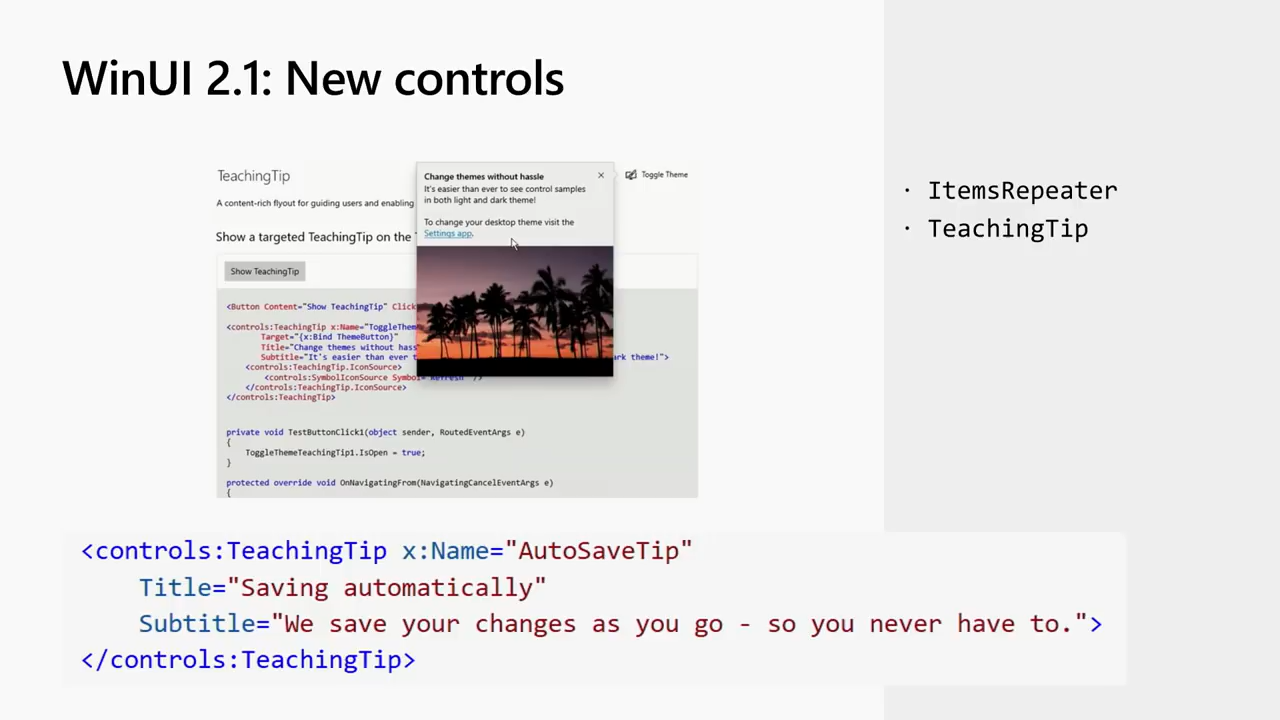 WinUI 2.1: New controls
TeachingTip
A content-rich flyout for guiding users and enabling
Show a targeted TeachingTip on the
Show TeachingTip
Change themes without hassle
It's easier than ever to see control samples
in both light and dark theme!
To change your desktop theme visit the
Settings app.
Toggle Theme
<Button Content="Show TeachingTip" Click
<controls:TeachingTip x:Name="ToggleThem
Target="{x:Bind ThemeButton}"
Title="Change themes without hass
Subtitle="It's easier than ever t
ark theme!">
<controls:TeachingTip.IconSource>
<controls:SymbolIconSource Symbol="Refresh" />
</controls:TeachingTip.IconSource>
</controls:TeachingTip>
private void TestButtonClick1(object sender, RoutedEventArgs e)
{
ToggleThemeTeachingTip1.IsOpen = true;
}
protected override void OnNavigatingFrom(NavigatingCancelEventArgs e)
{
· ItemsRepeater
· TeachingTip
<controls:TeachingTip x:Name="AutoSaveTip"
Title="Saving automatically"
Subtitle="We save your changes as you go - so you never have to.">
</controls:TeachingTip>